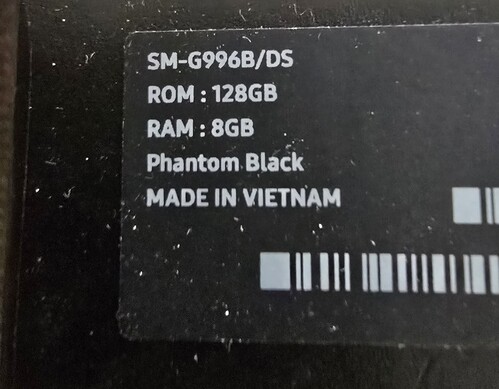 SM-G996B/DS
ROM : 128GB
RAM : 8GB
Phantom Black
MADE IN VIETNAM